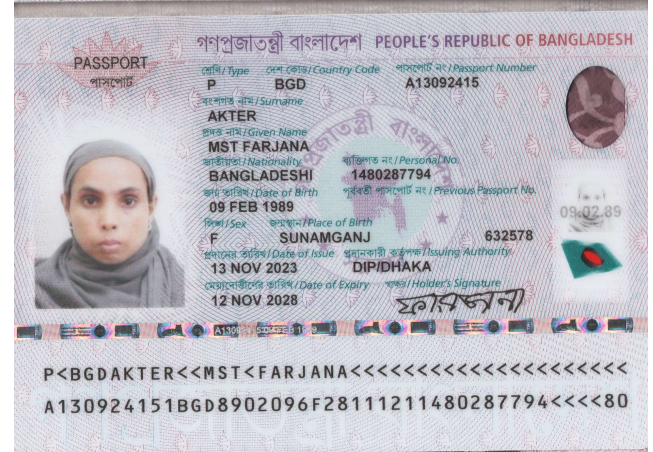 গণপ্রজাতন্ত্রী বাংলাদেশ PEOPLE'S REPUBLIC OF BANGLADESH
PASSPORT
পাসপোর্ট
শ্রেণি/Type দেশ কোড/Country Code পাসপোর্ট নং/Passport Number
P BGD A13092415
বংশগত নাম/Surname
AKTER
প্রদত্ত নাম/Given Name
MST FARJANA
জাতীয়তা/Nationality ব্যক্তিগত নং/Personal No.
BANGLADESHI 1480287794
জন্ম তারিখ/Date of Birth পূর্ববর্তী পাসপোর্ট নং/Previous Passport No.
09 FEB 1989
লিঙ্গ/Sex জন্মস্থান/Place of Birth
F SUNAMGANJ 632578
প্রদানের তারিখ/Date of Issue প্রদানকারী কর্তৃপক্ষ/Issuing Authority
13 NOV 2023 DIP/DHAKA
মেয়াদোত্তীর্ণের তারিখ/Date of Expiry স্বাক্ষর/Holder's Signature
12 NOV 2028 ফারজানা
09.02.89
P<BGDAKTER<<MST<FARJANA<<<<<<<<<<<<<<<<<<<<<
A130924151BGD8902096F28111211480287794<<<<80